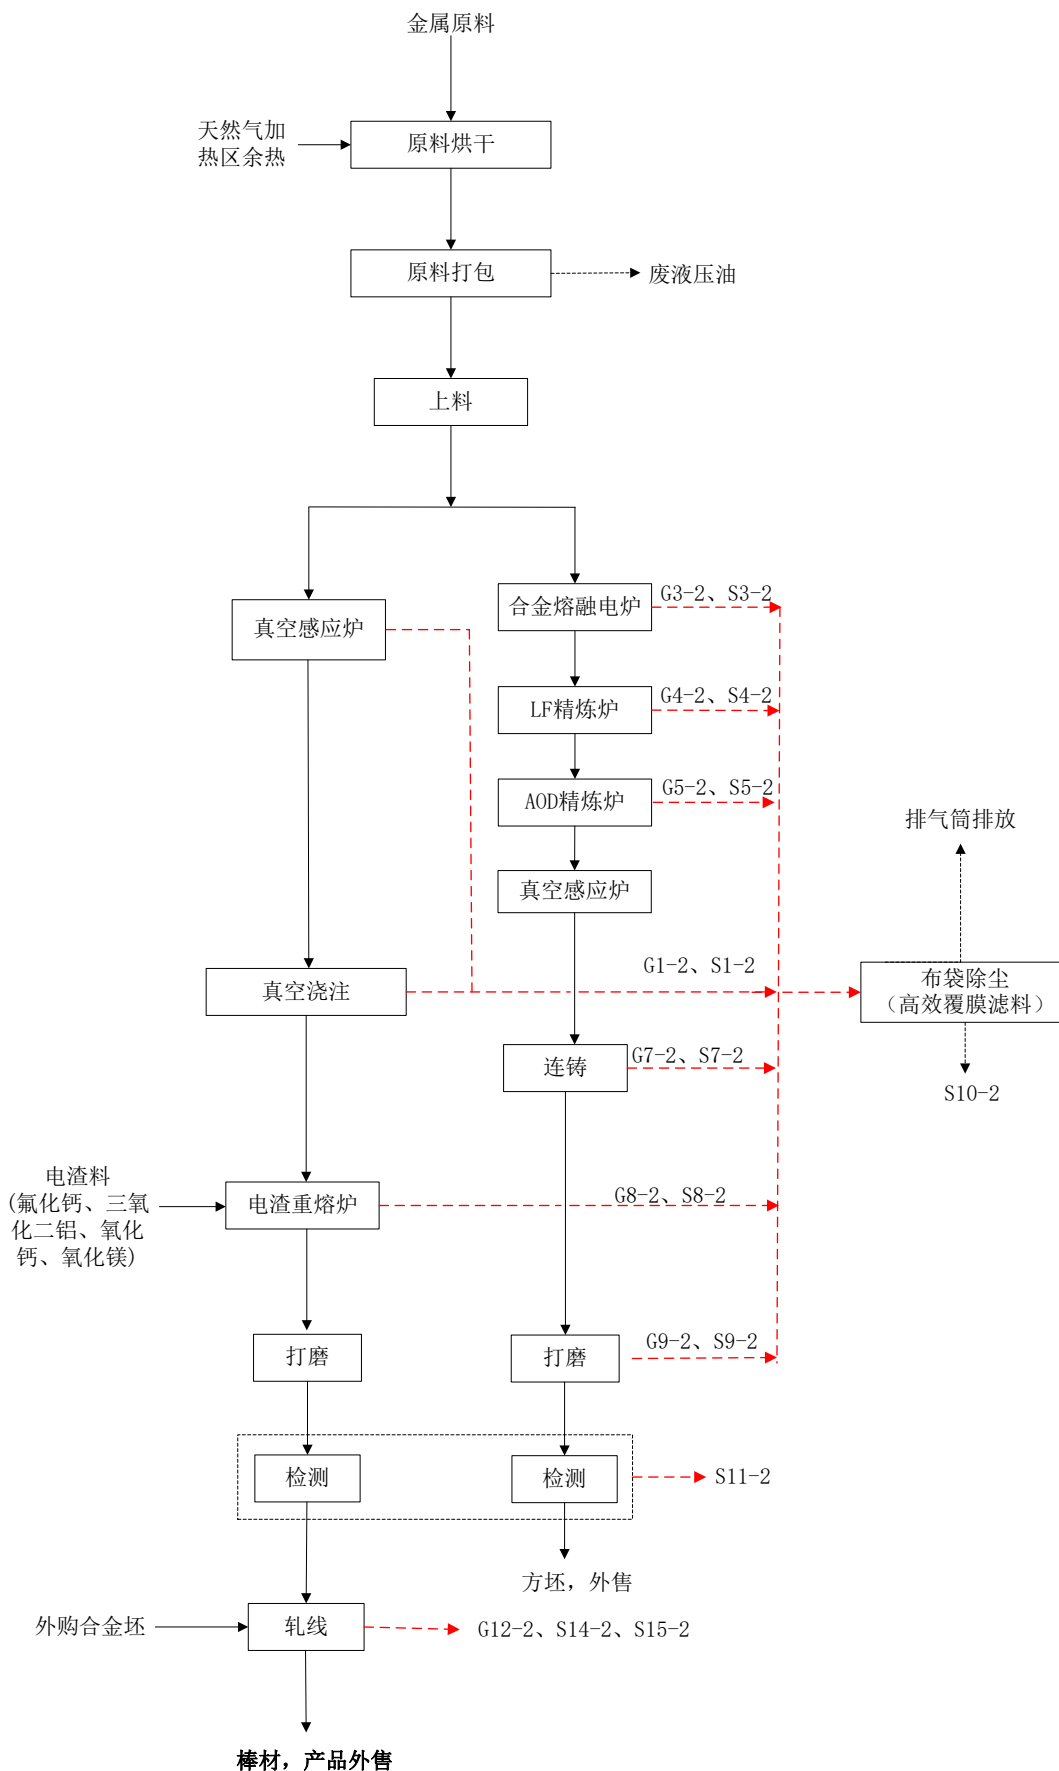 金属原料
天然气加
热区余热
原料烘干
原料打包
废液压油
上料
真空感应炉
合金熔融电炉
G3-2、S3-2
LF精炼炉
G4-2、S4-2
AOD精炼炉
G5-2、S5-2
真空感应炉
排气筒排放
真空浇注
G1-2、S1-2
布袋除尘
（高效覆膜滤料）
连铸
G7-2、S7-2
S10-2
电渣料
(氟化钙、三氧
化二铝、氧化
钙、氧化镁)
电渣重熔炉
G8-2、S8-2
打磨
打磨
G9-2、S9-2
检测
检测
S11-2
方坯，外售
外购合金坯
轧线
G12-2、S14-2、S15-2
棒材，产品外售